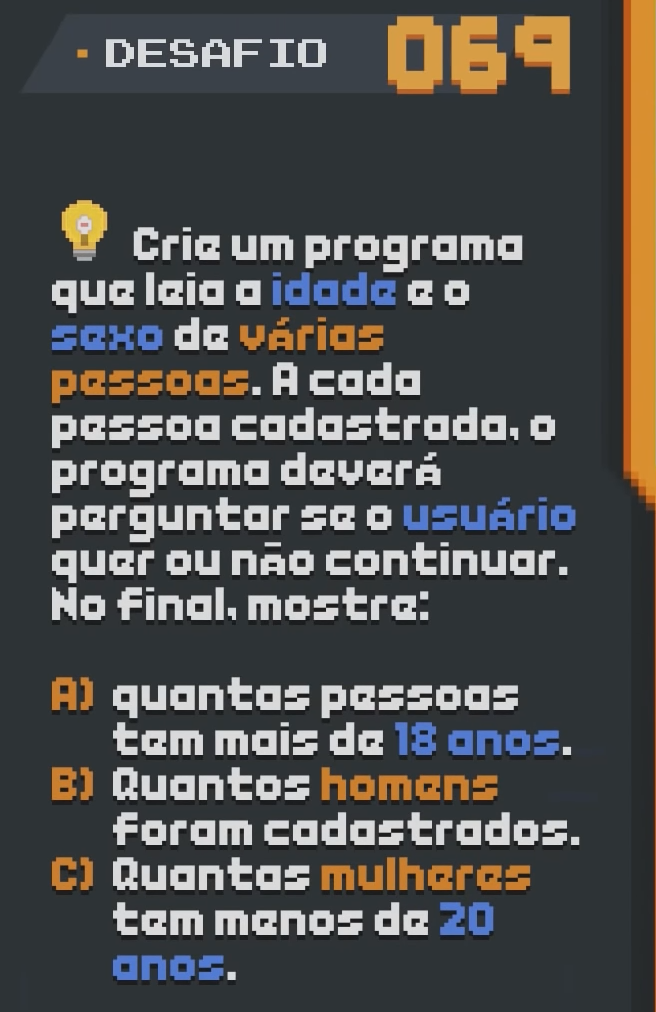 DESAFIO 069
Crie um programa
que leia a idade e o
sexo de várias
pessoas. A cada
pessoa cadastrada, o
programa deverá
perguntar se o usuário
quer ou não continuar.
No final, mostre:
A) quantas pessoas
tem mais de 18 anos.
B) Quantos homens
foram cadastrados.
C) Quantas mulheres
tem menos de 20
anos.